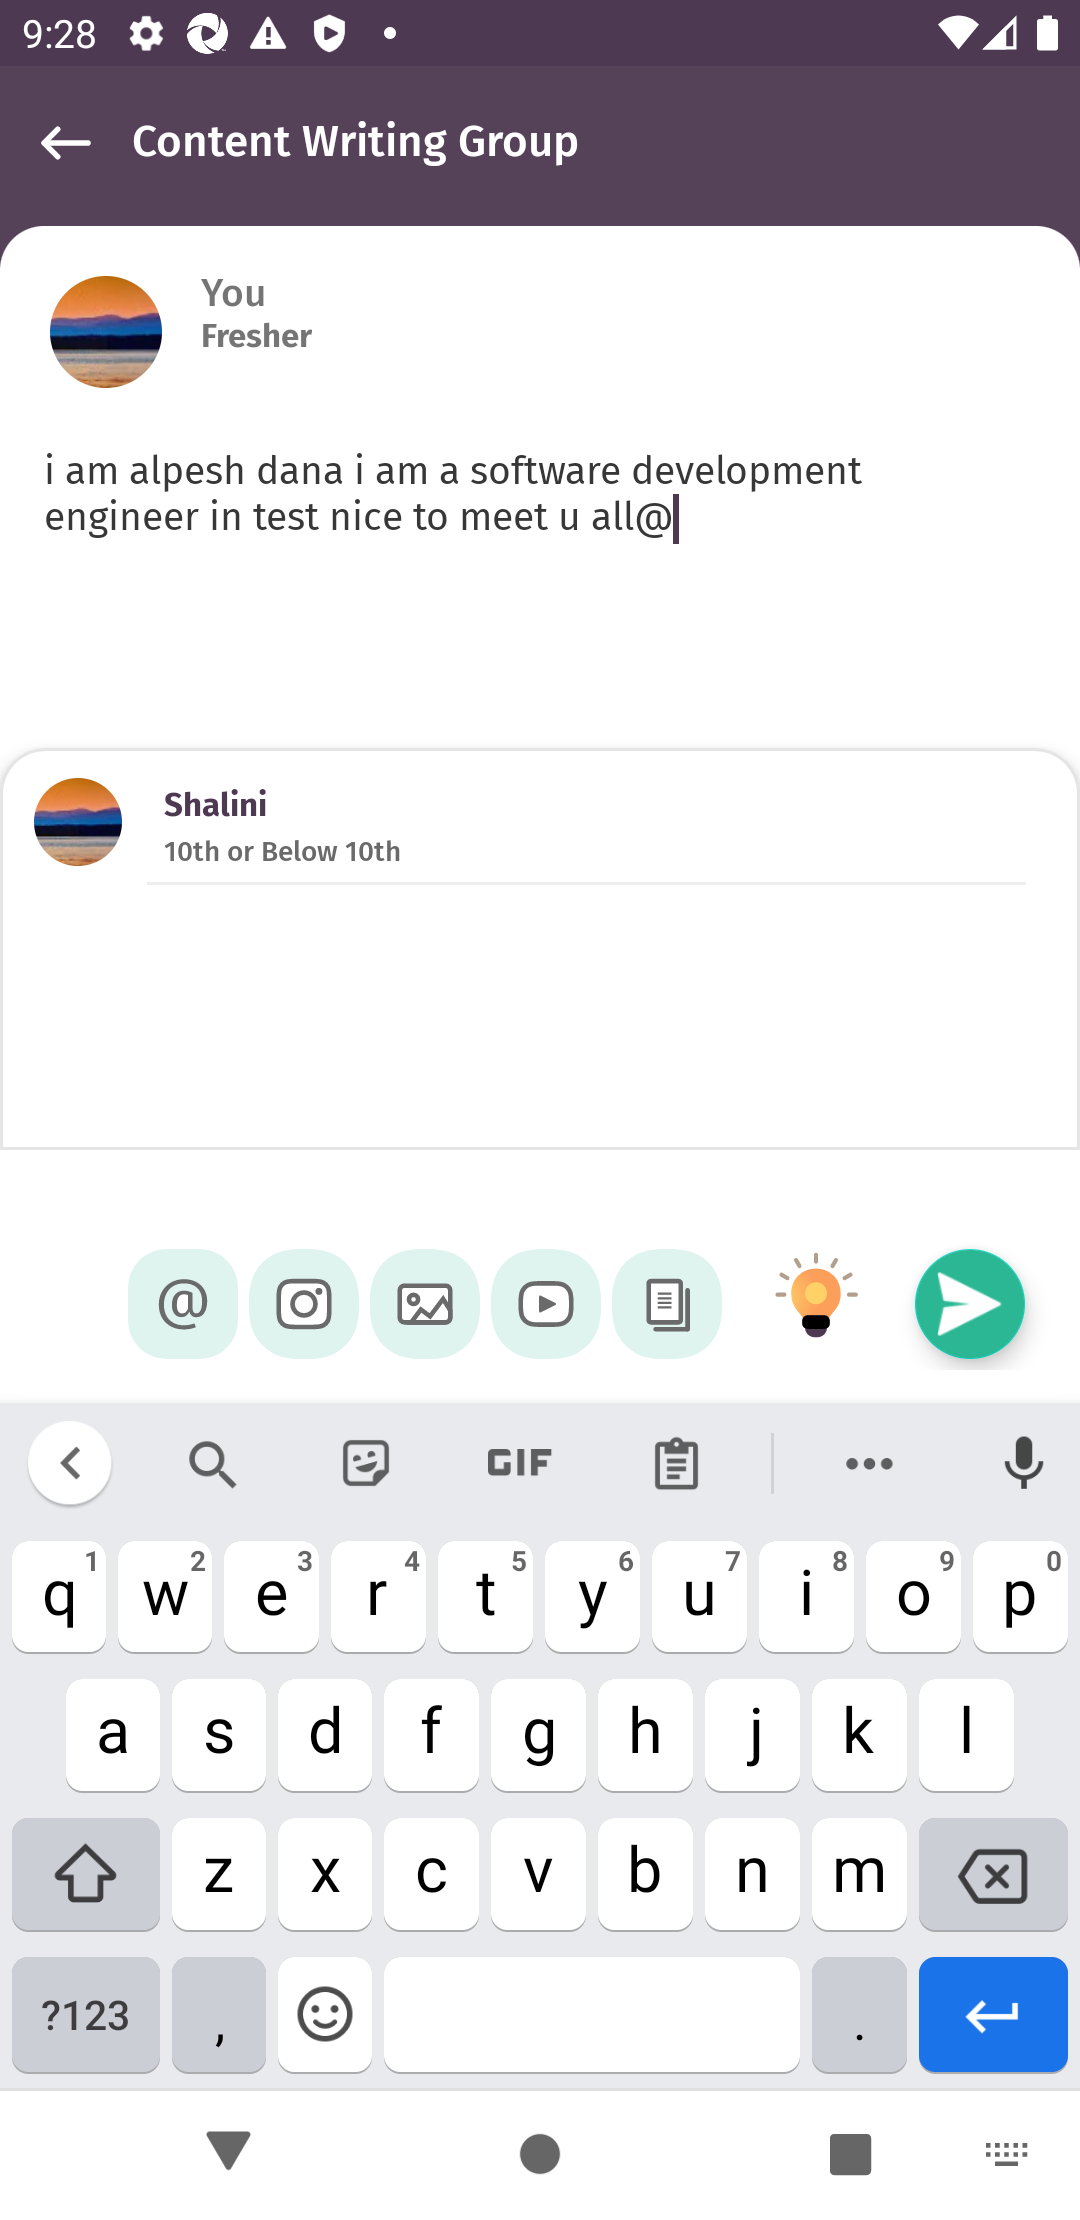 9:28
Content Writing Group
You
Fresher
i am alpesh dana i am a software development
engineer in test nice to meet u all@
Shalini
10th or Below 10th
@
GIF
q 1 w 2 e 3 r 4 t 5 y 6 u 7 i 8 o 9 p 0
a s d f g h j k l
z x c v b n m
?123 , .